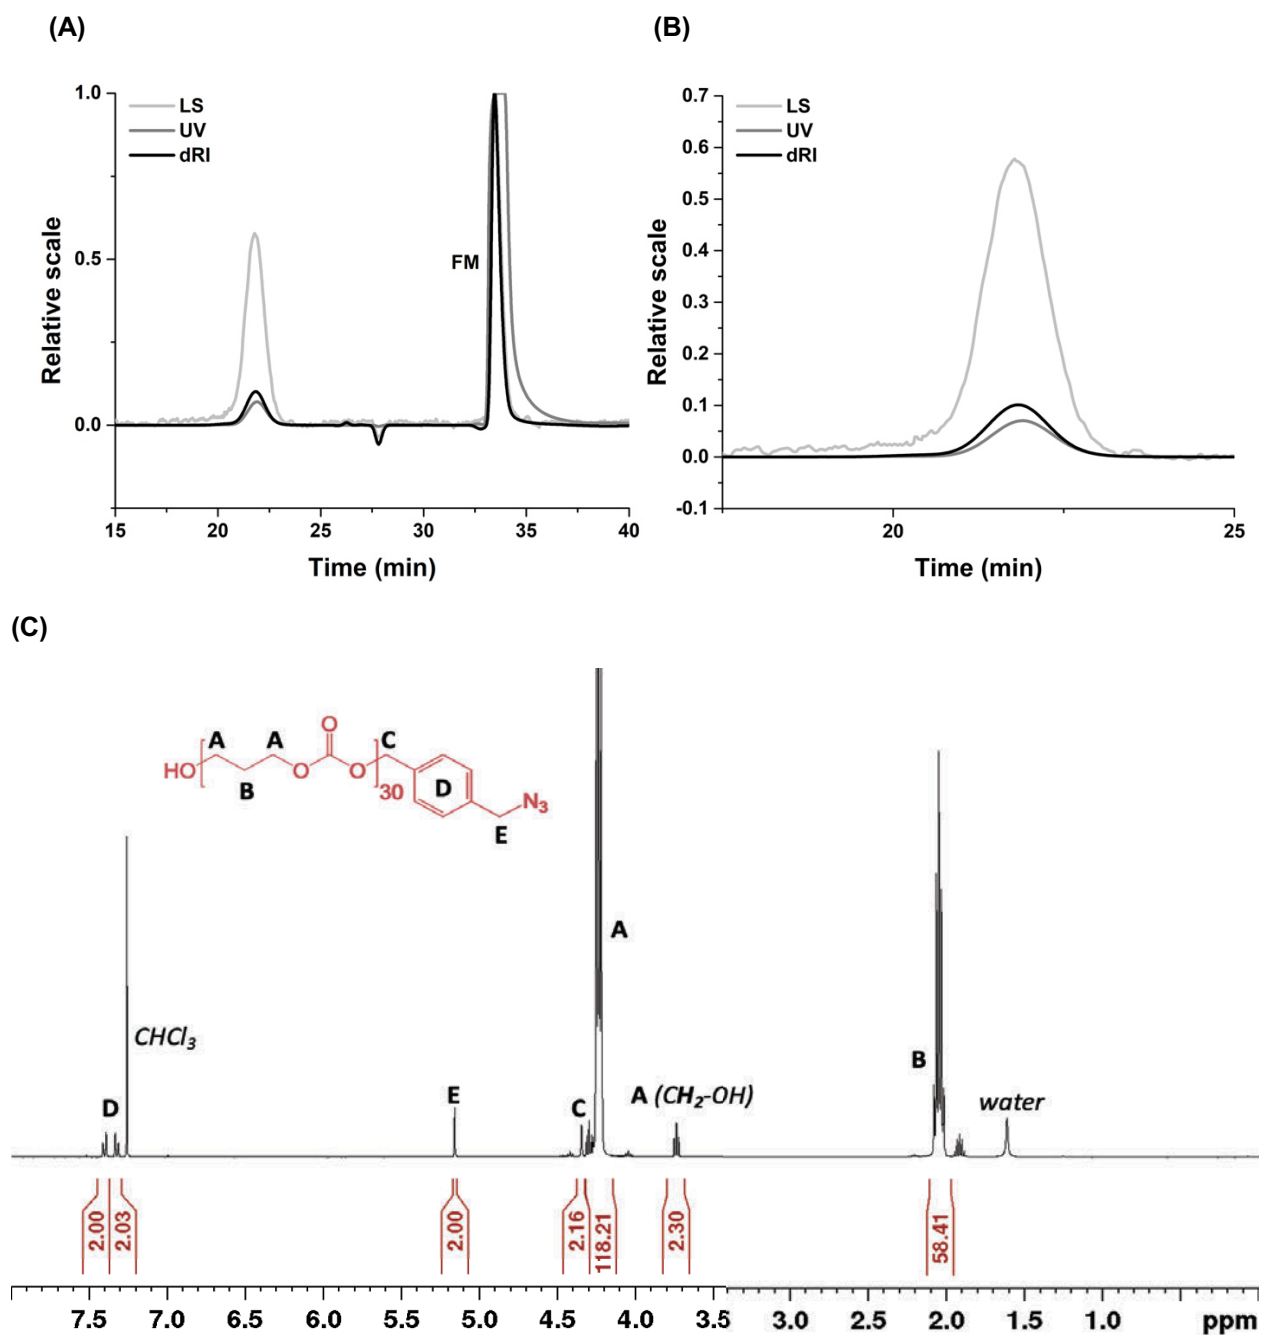 (A)
(B)
1.0
0.5
0.0
Relative scale
LS
UV
dRI
FM
15 20 25 30 35 40
Time (min)
0.7
0.6
0.5
0.4
0.3
0.2
0.1
0.0
-0.1
Relative scale
LS
UV
dRI
20 25
Time (min)
(C)
O
A A C
HO O O 30
B D
N3
E
A
CHCl3
D E C A (CH2-OH) B water
2.00 2.03 2.00 2.16 118.21 2.30 58.41
7.5 7.0 6.5 6.0 5.5 5.0 4.5 4.0 3.5 3.0 2.5 2.0 1.5 1.0 ppm